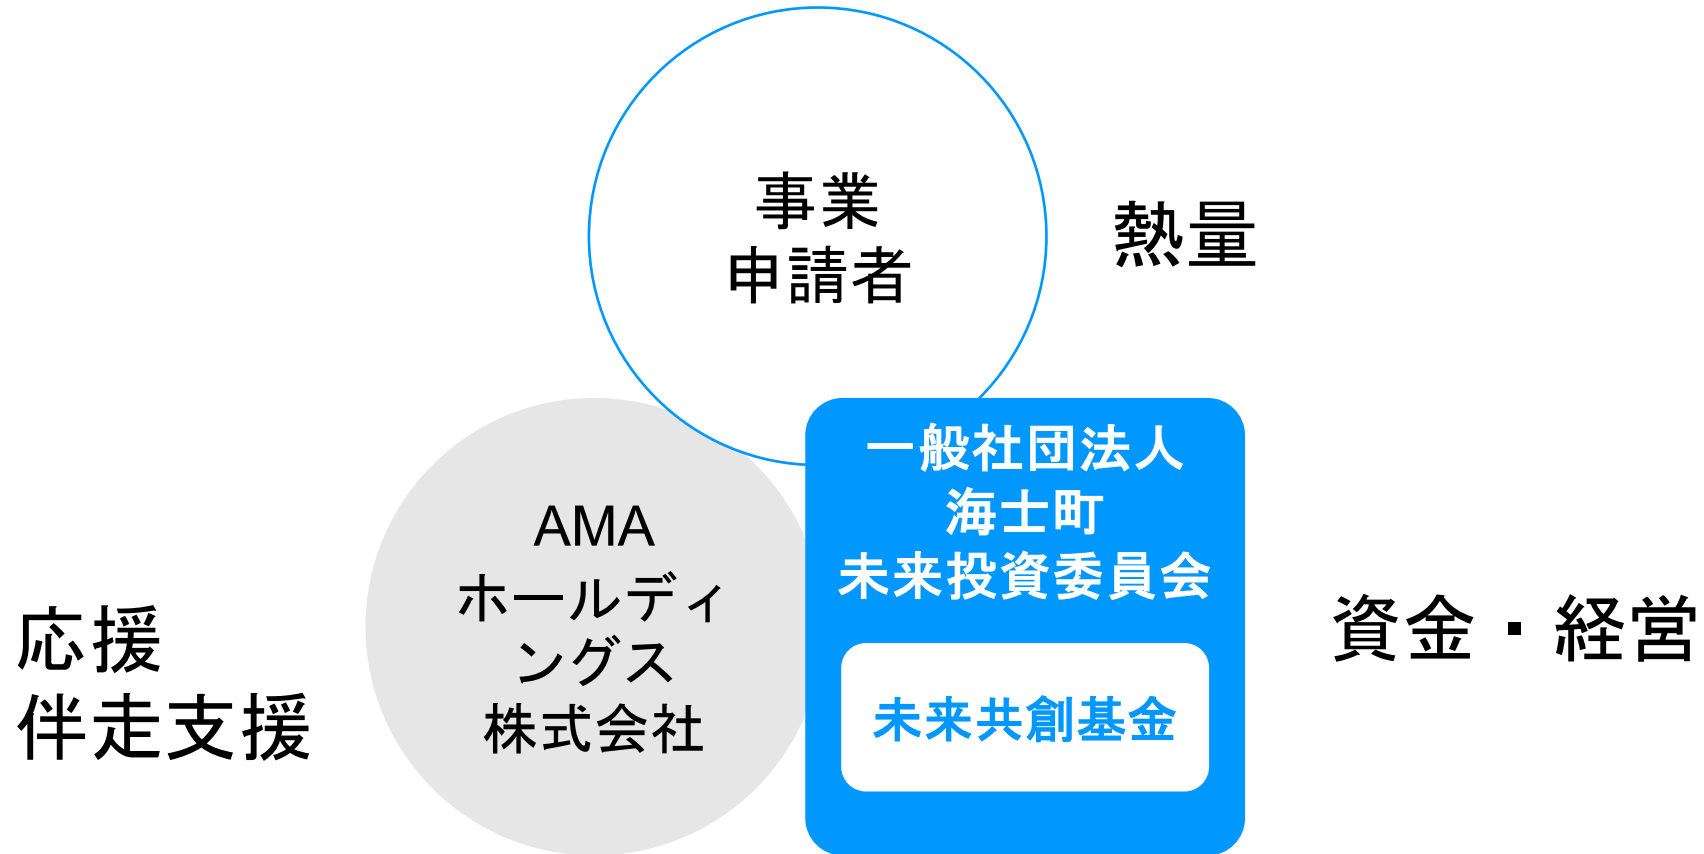 事業
申請者
熱量
AMA
ホールディ
ングス
株式会社
応援
伴走支援
一般社団法人
海士町
未来投資委員会
未来共創基金
資金・経営